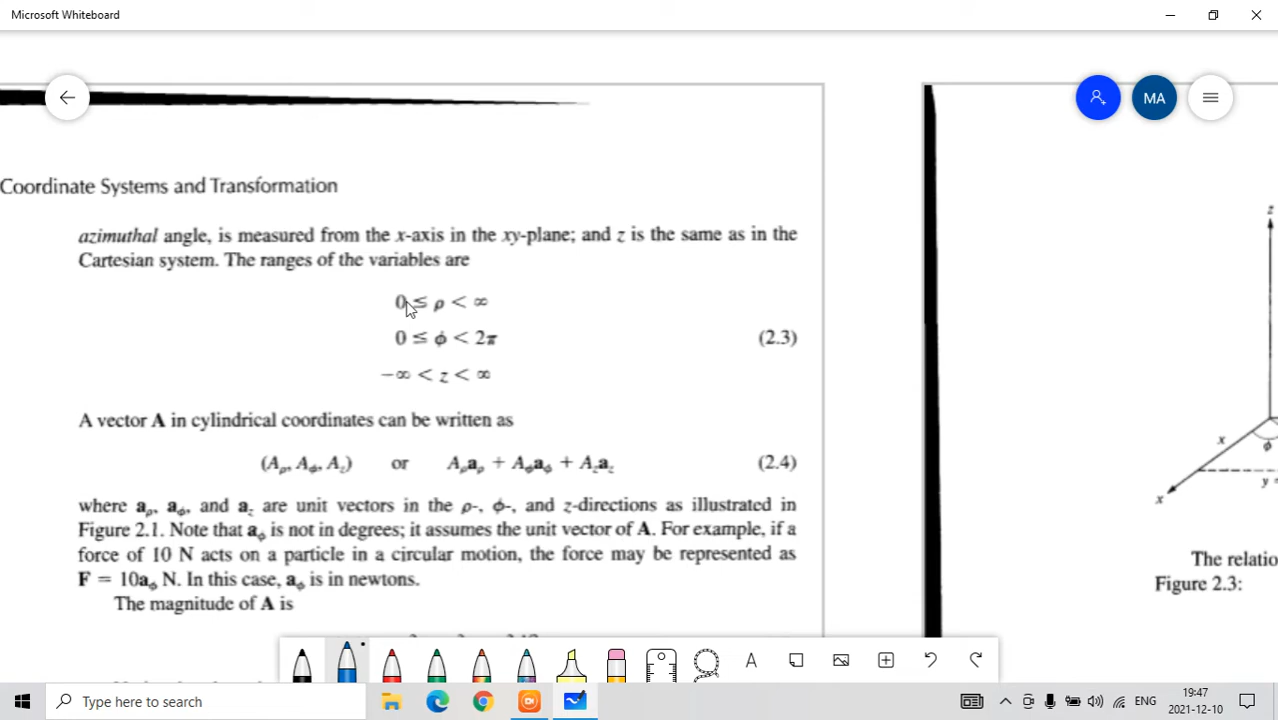 Microsoft Whiteboard
MA
Coordinate Systems and Transformation
azimuthal angle, is measured from the x-axis in the xy-plane; and z is the same as in the
Cartesian system. The ranges of the variables are
0 ≤ ρ < ∞
0 ≤ ϕ < 2π (2.3)
−∞ < z < ∞
A vector A in cylindrical coordinates can be written as
(Aρ, Aϕ, Az) or Aρaρ + Aϕaϕ + Azaz (2.4)
where aρ, aϕ, and az are unit vectors in the ρ-, ϕ-, and z-directions as illustrated in
Figure 2.1. Note that aϕ is not in degrees; it assumes the unit vector of A. For example, if a
force of 10 N acts on a particle in a circular motion, the force may be represented as
F = 10aϕ N. In this case, aϕ is in newtons.
The magnitude of A is
z
x
ϕ
y =
x
The relatio
Figure 2.3:
A
Type here to search
ENG
19:47
2021-12-10